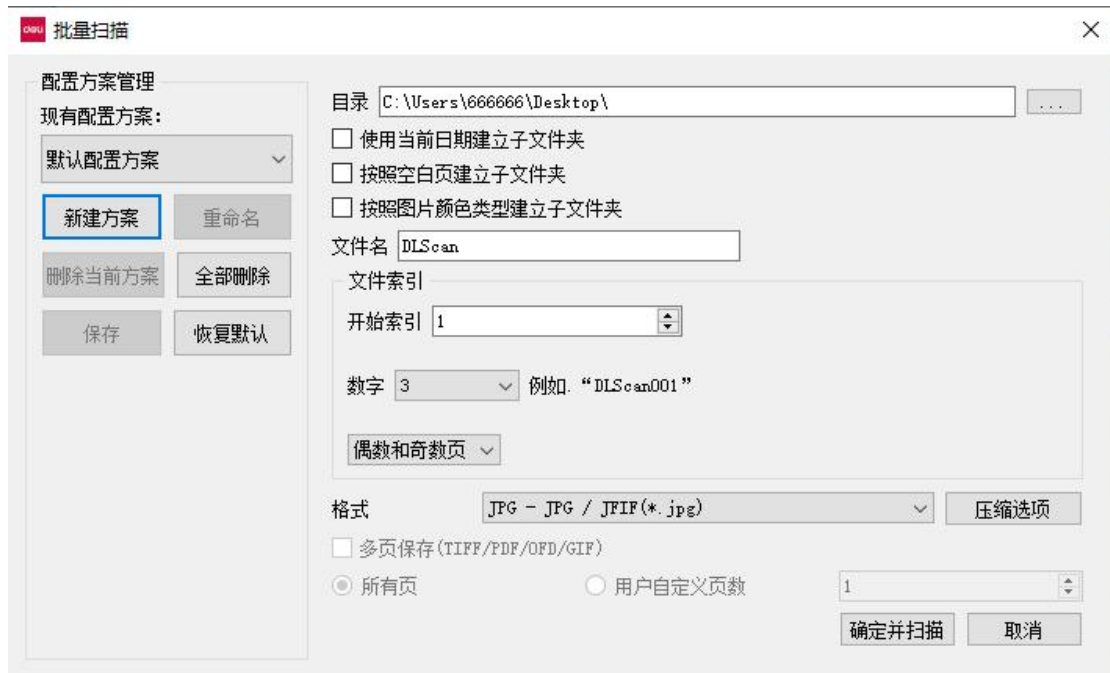 deli 批量扫描
配置方案管理
现有配置方案:
默认配置方案
新建方案 重命名
删除当前方案 全部删除
保存 恢复默认
目录 C:\Users\666666\Desktop\ ...
使用当前日期建立子文件夹
按照空白页建立子文件夹
按照图片颜色类型建立子文件夹
文件名 DLScan
文件索引
开始索引 1
数字 3 例如.“DLScan001”
偶数和奇数页
格式 JPG - JPG / JFIF(*.jpg) 压缩选项
多页保存(TIFF/PDF/OFD/GIF)
所有页 用户自定义页数 1
确定并扫描 取消